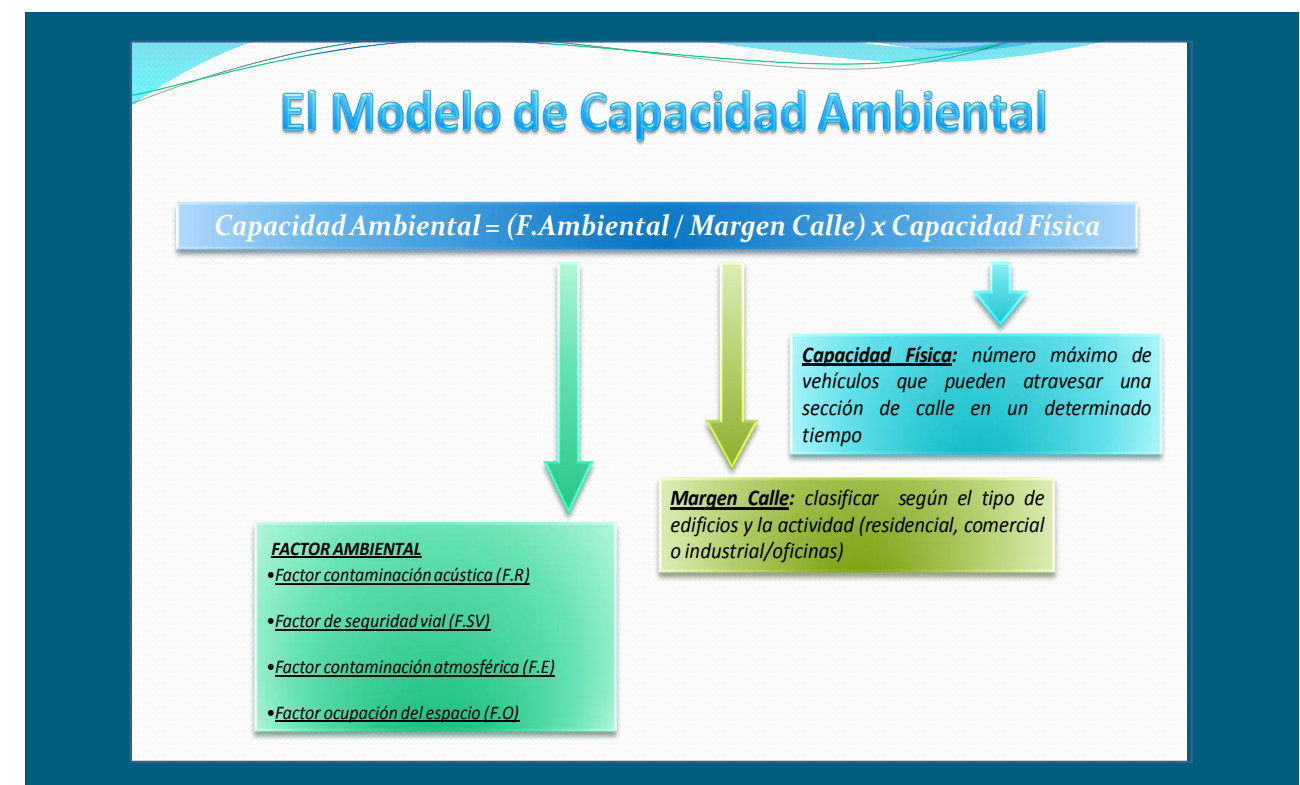 El Modelo de Capacidad Ambiental
Capacidad Ambiental = (F.Ambiental / Margen Calle) x Capacidad Física
Capacidad Física: número máximo de
vehículos que pueden atravesar una
sección de calle en un determinado
tiempo
Margen Calle: clasificar según el tipo de
edificios y la actividad (residencial, comercial
o industrial/oficinas)
FACTOR AMBIENTAL
•Factor contaminación acústica (F.R)
•Factor de seguridad vial (F.SV)
•Factor contaminación atmosférica (F.E)
•Factor ocupación del espacio (F.O)